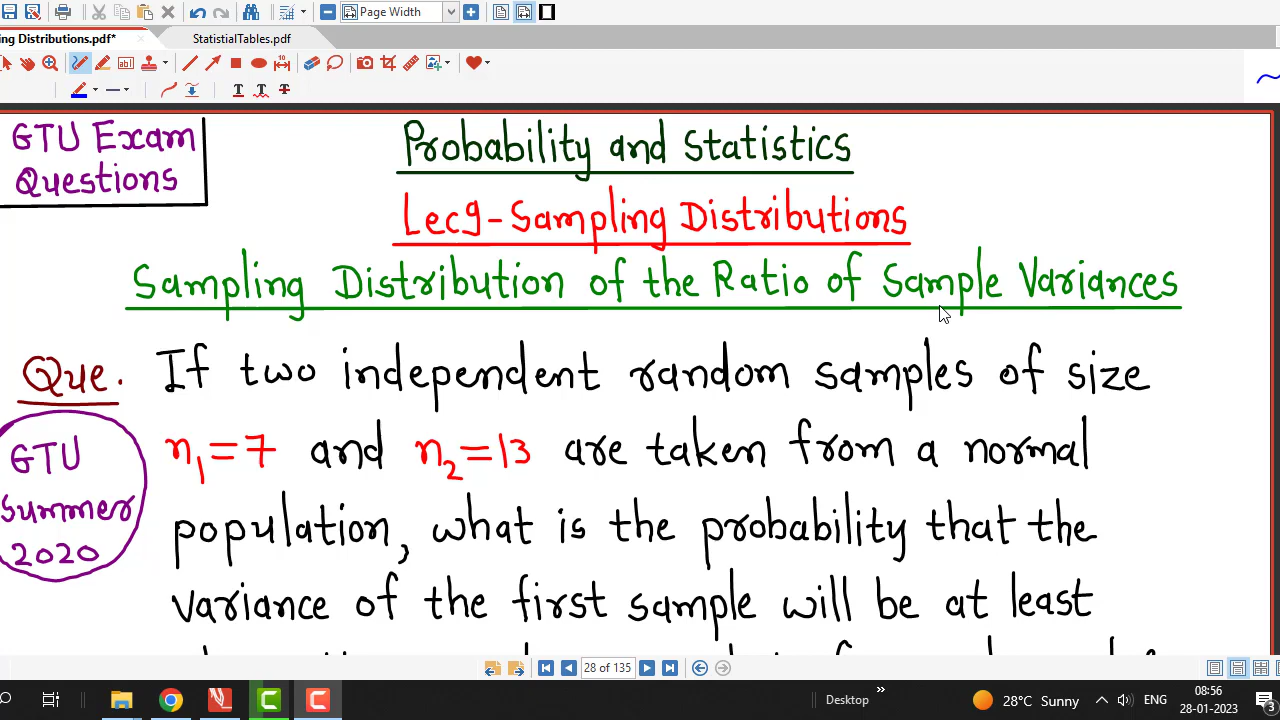 Page Width
ng Distributions.pdf*
StatistialTables.pdf
GTU Exam
Questions
Probability and Statistics
Lec9-Sampling Distributions
Sampling Distribution of the Ratio of Sample Variances
Que. If two independent random samples of size
n₁=7 and n₂=13 are taken from a normal
population, what is the probability that the
variance of the first sample will be at least
GTU
Summer
2020
28 of 135
Desktop
28°C Sunny
ENG
08:56
28-01-2023
3